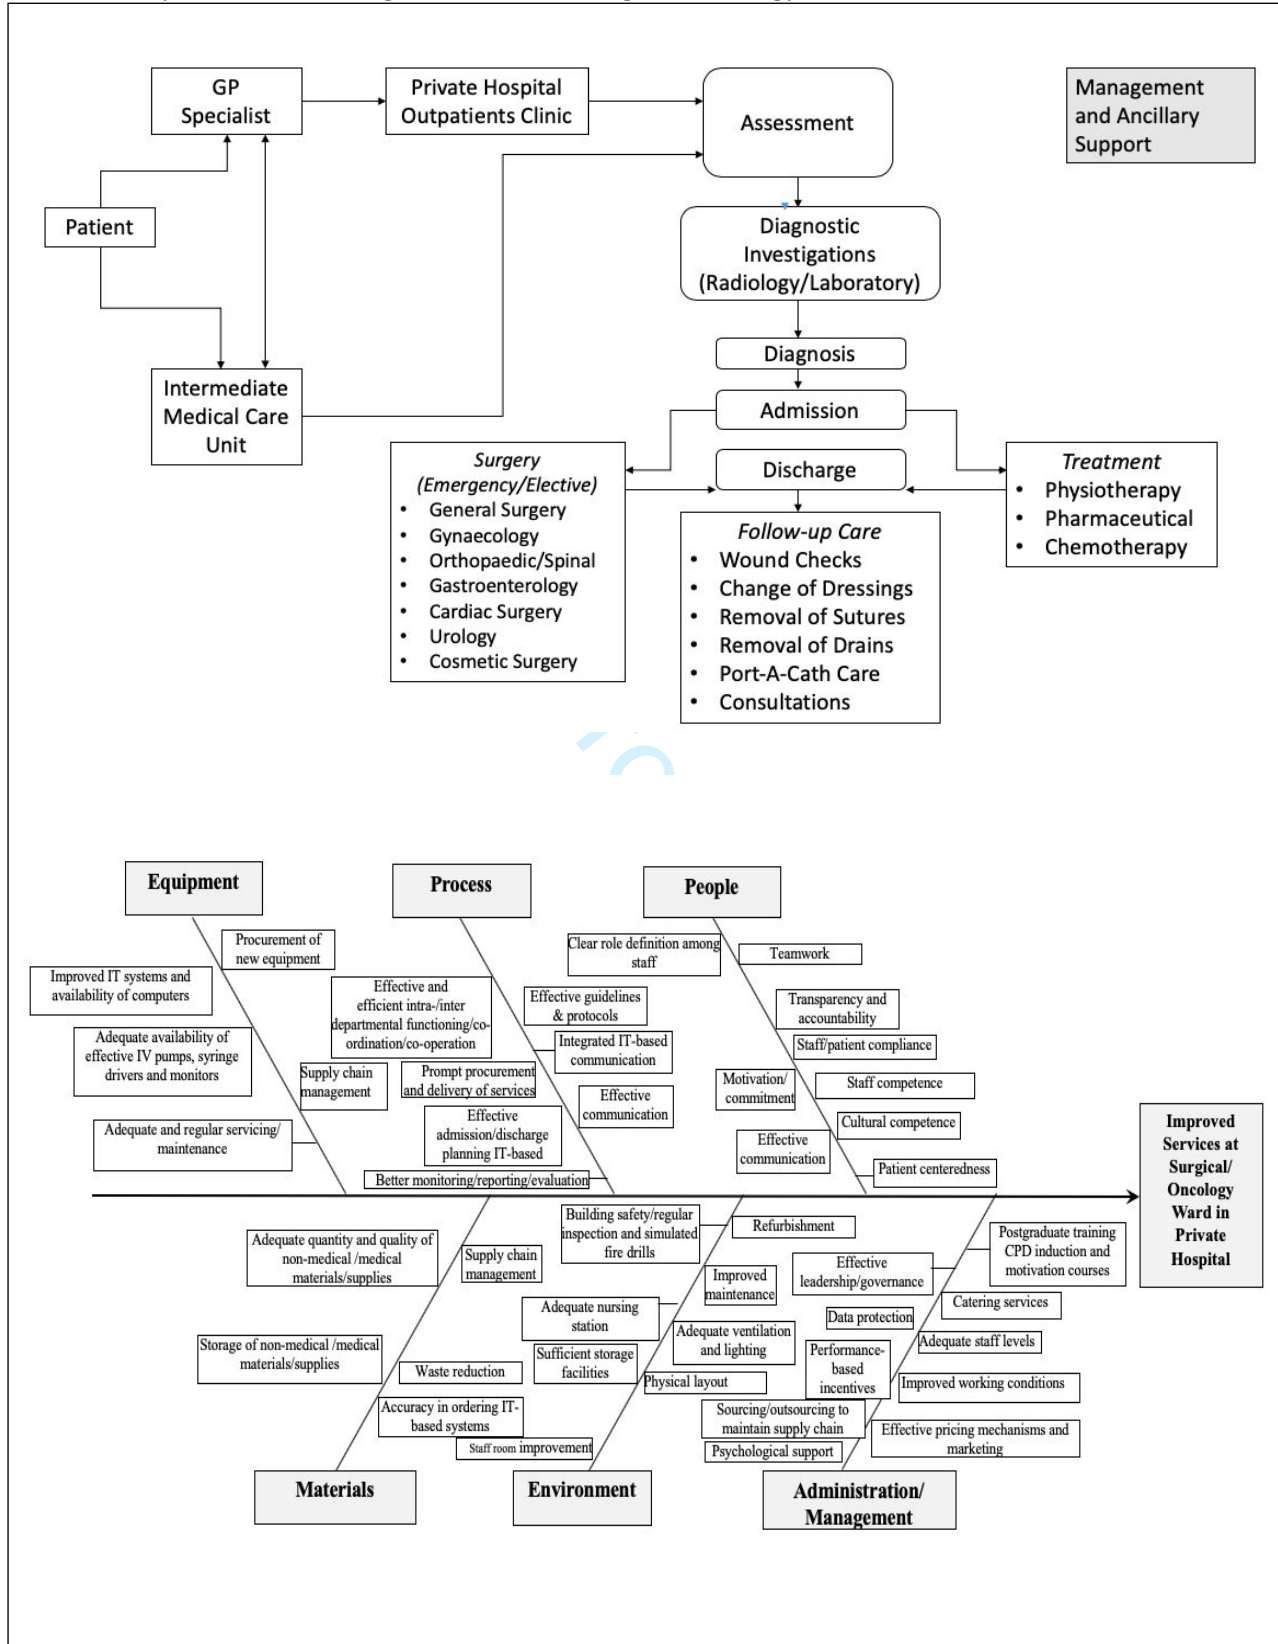 GP
Specialist
Private Hospital
Outpatients Clinic
Assessment
Management
and Ancillary
Support
Patient
Diagnostic
Investigations
(Radiology/Laboratory)
Diagnosis
Intermediate
Medical Care
Unit
Admission
Surgery
(Emergency/Elective)
• General Surgery
• Gynaecology
• Orthopaedic/Spinal
• Gastroenterology
• Cardiac Surgery
• Urology
• Cosmetic Surgery
Discharge
Follow-up Care
• Wound Checks
• Change of Dressings
• Removal of Sutures
• Removal of Drains
• Port-A-Cath Care
• Consultations
Treatment
• Physiotherapy
• Pharmaceutical
• Chemotherapy
Equipment
Procurement of
new equipment
Improved IT systems and
availability of computers
Adequate availability of
effective IV pumps, syringe
drivers and monitors
Supply chain
management
Adequate and regular servicing/
maintenance
Process
Effective and
efficient intra-/inter
departmental functioning/co-
ordination/co-operation
Effective guidelines
& protocols
Integrated IT-based
communication
Prompt procurement
and delivery of services
Effective
communication
Effective
admission/discharge
planning IT-based
Better monitoring/reporting/evaluation
People
Clear role definition among
staff
Teamwork
Transparency and
accountability
Staff/patient compliance
Motivation/
commitment
Staff competence
Cultural competence
Effective
communication
Patient centeredness
Improved
Services at
Surgical/
Oncology
Ward in
Private
Hospital
Adequate quantity and quality of
non-medical /medical
materials/supplies
Supply chain
management
Storage of non-medical /medical
materials/supplies
Waste reduction
Accuracy in ordering IT-
based systems
Materials
Building safety/regular
inspection and simulated
fire drills
Refurbishment
Improved
maintenance
Adequate nursing
station
Adequate ventilation
and lighting
Sufficient storage
facilities
Physical layout
Staff room improvement
Environment
Postgraduate training
CPD induction and
motivation courses
Effective
leadership/governance
Catering services
Data protection
Adequate staff levels
Performance-
based
incentives
Improved working conditions
Sourcing/outsourcing to
maintain supply chain
Effective pricing mechanisms and
marketing
Psychological support
Administration/
Management